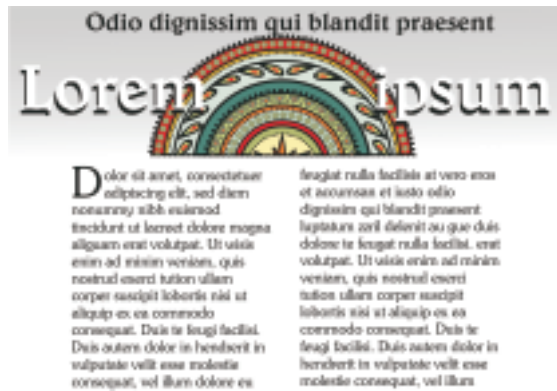 Odio dignissim qui blandit praesent
Lorem ipsum
Dolor sit amet, consectetuer
adipiscing elit, sed diem
nonummy nibh euismod
tincidunt ut lacreet dolore magna
aliguam erat volutpat. Ut wisis
enim ad minim veniam, quis
nostrud exerci tution ullam
corper suscipit lobortis nisi ut
aliquip ex ea commodo
consequat. Duis te feugi facilisi.
Duis autem dolor in hendrerit in
vulputate velit esse molestie
consequat, vel illum dolore eu
feugiat nulla facilisis at vero eros
et accumsan et iusto odio
dignissim qui blandit praesent
luptatum zzril delenit au gue duis
dolore te feugat nulla facilisi. erat
volutpat. Ut wisis enim ad minim
veniam, quis nostrud exerci
tution ullam corper suscipit
lobortis nisi ut aliquip ex ea
commodo consequat. Duis te
feugi facilisi. Duis autem dolor in
hendrerit in vulputate velit esse
molestie consequat, vel illum